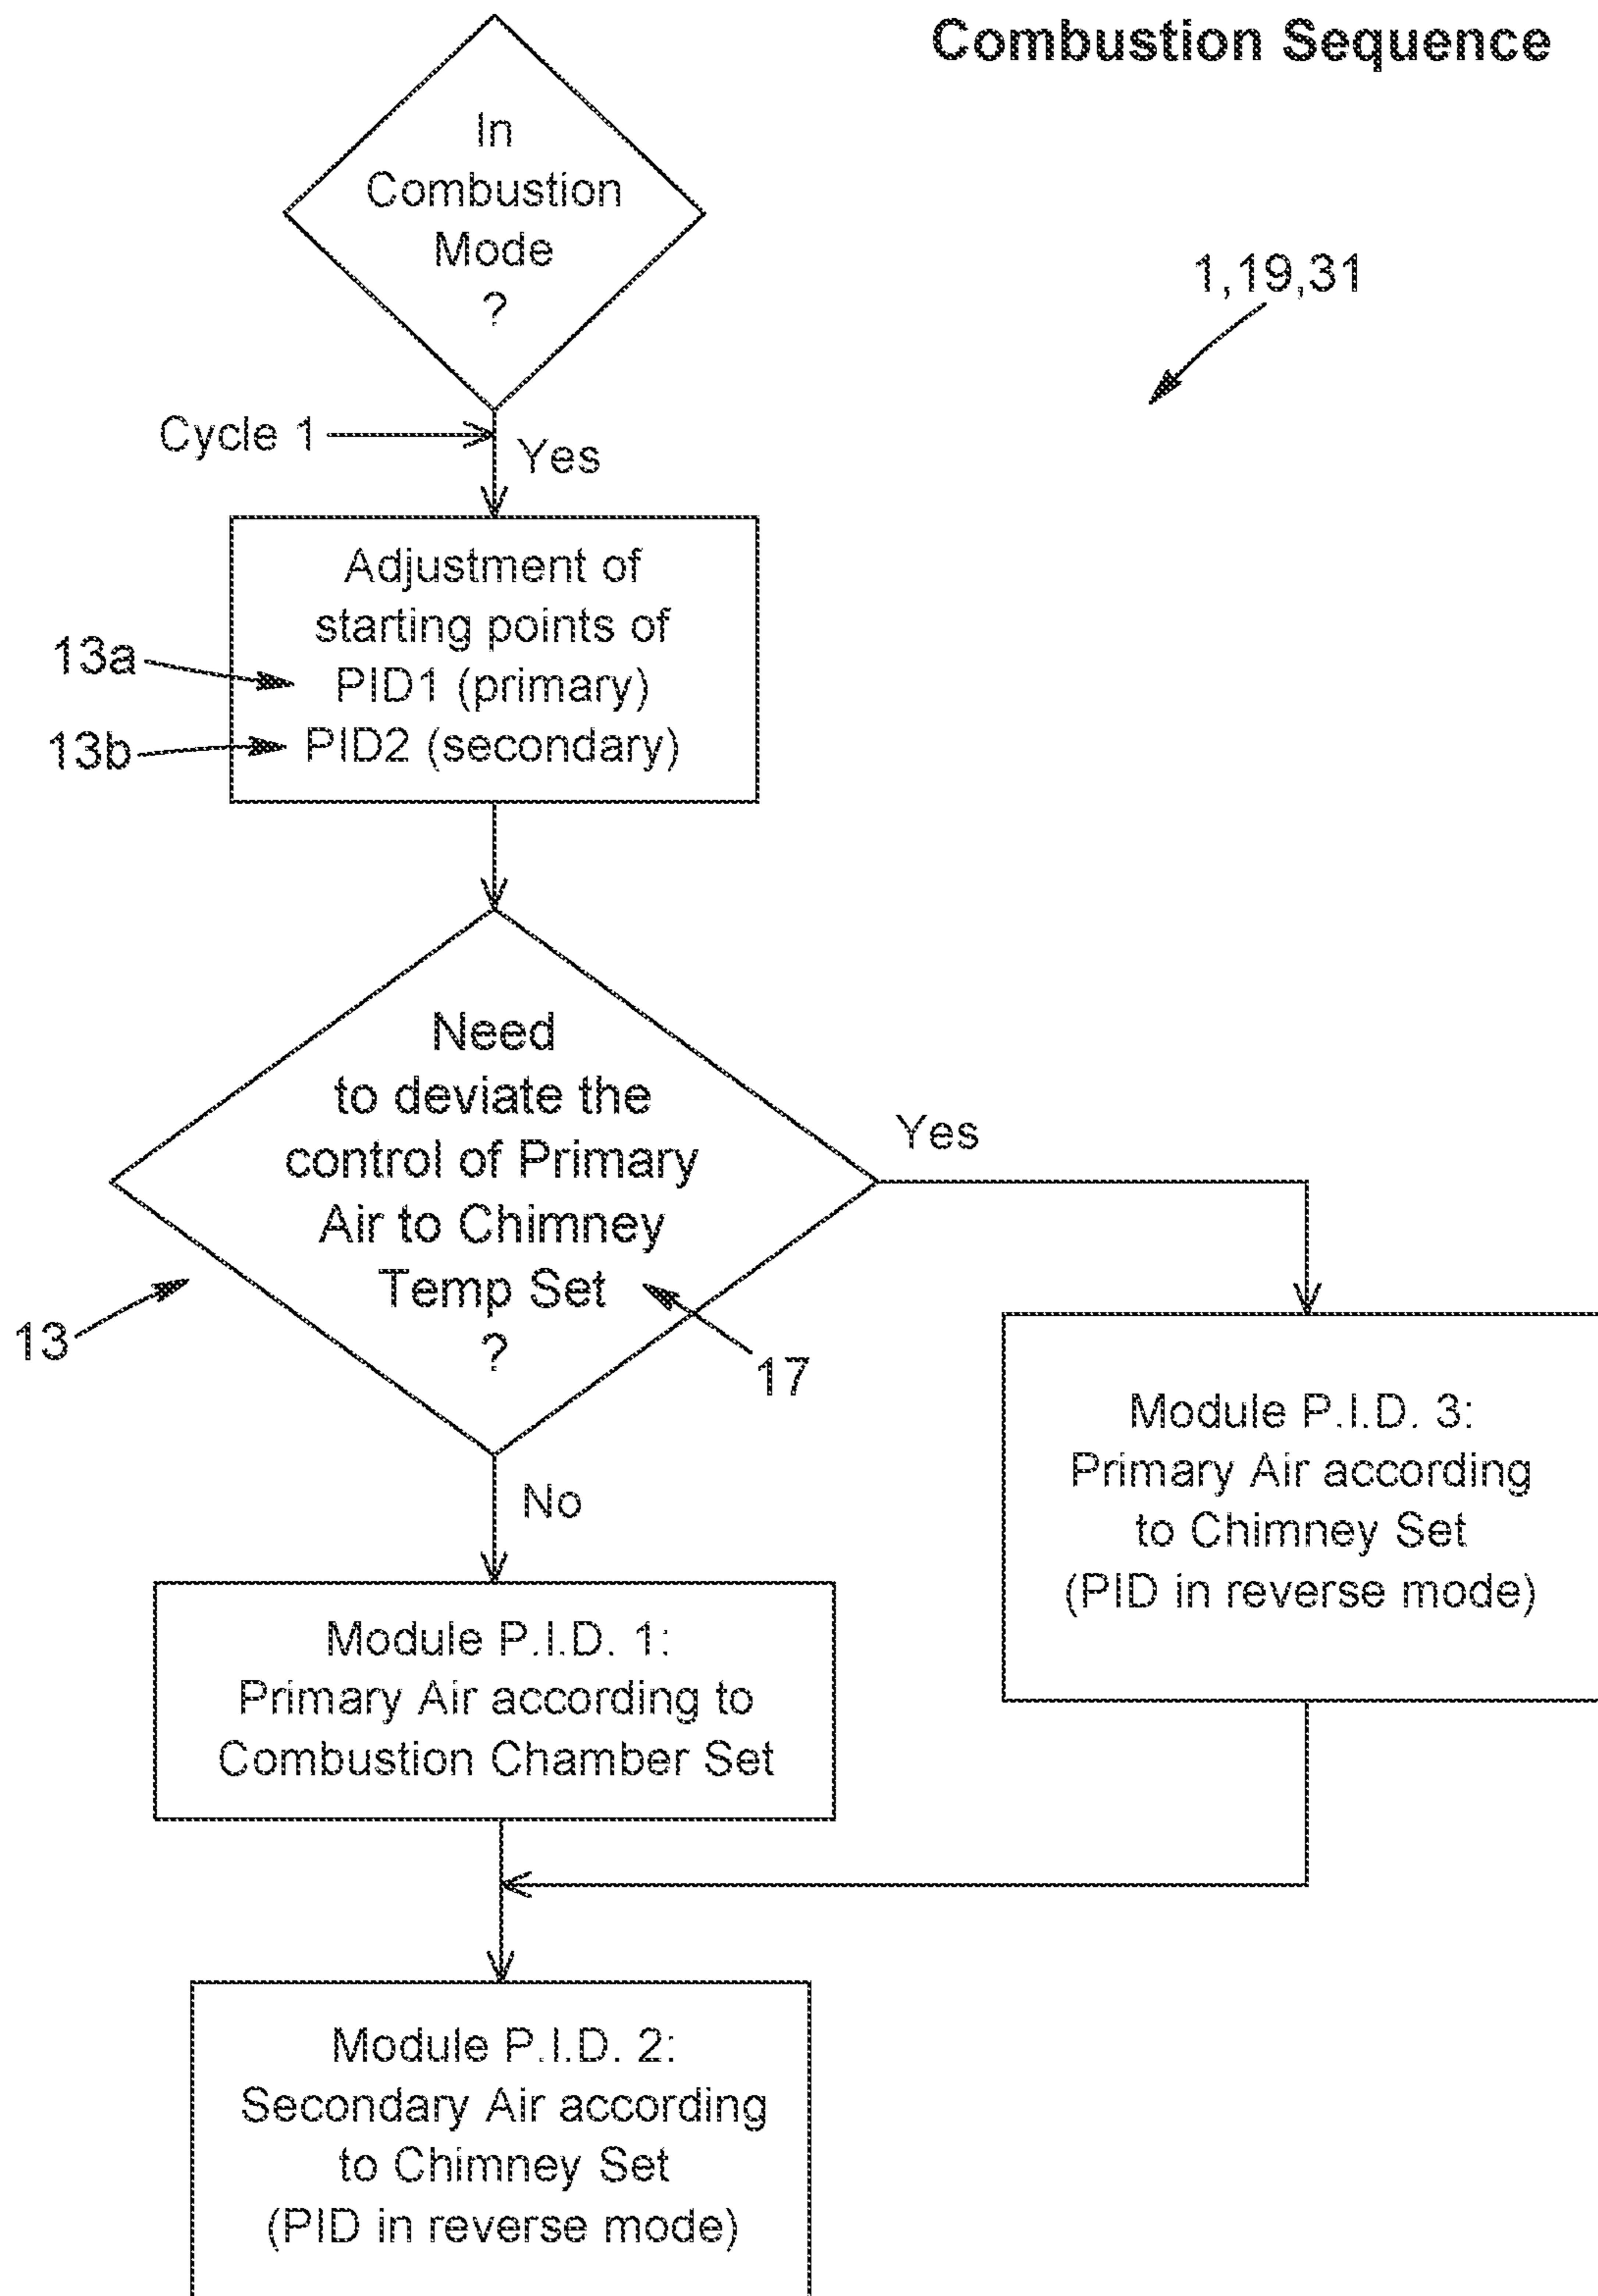 Combustion Sequence
In
Combustion
Mode
?
1,19,31
Cycle 1
Yes
Adjustment of
starting points of
PID1 (primary)
PID2 (secondary)
13a
13b
Need
to deviate the
control of Primary
Air to Chimney
Temp Set
?
Yes
13
17
No
Module P.I.D. 3:
Primary Air according
to Chimney Set
(PID in reverse mode)
Module P.I.D. 1:
Primary Air according to
Combustion Chamber Set
Module P.I.D. 2:
Secondary Air according
to Chimney Set
(PID in reverse mode)